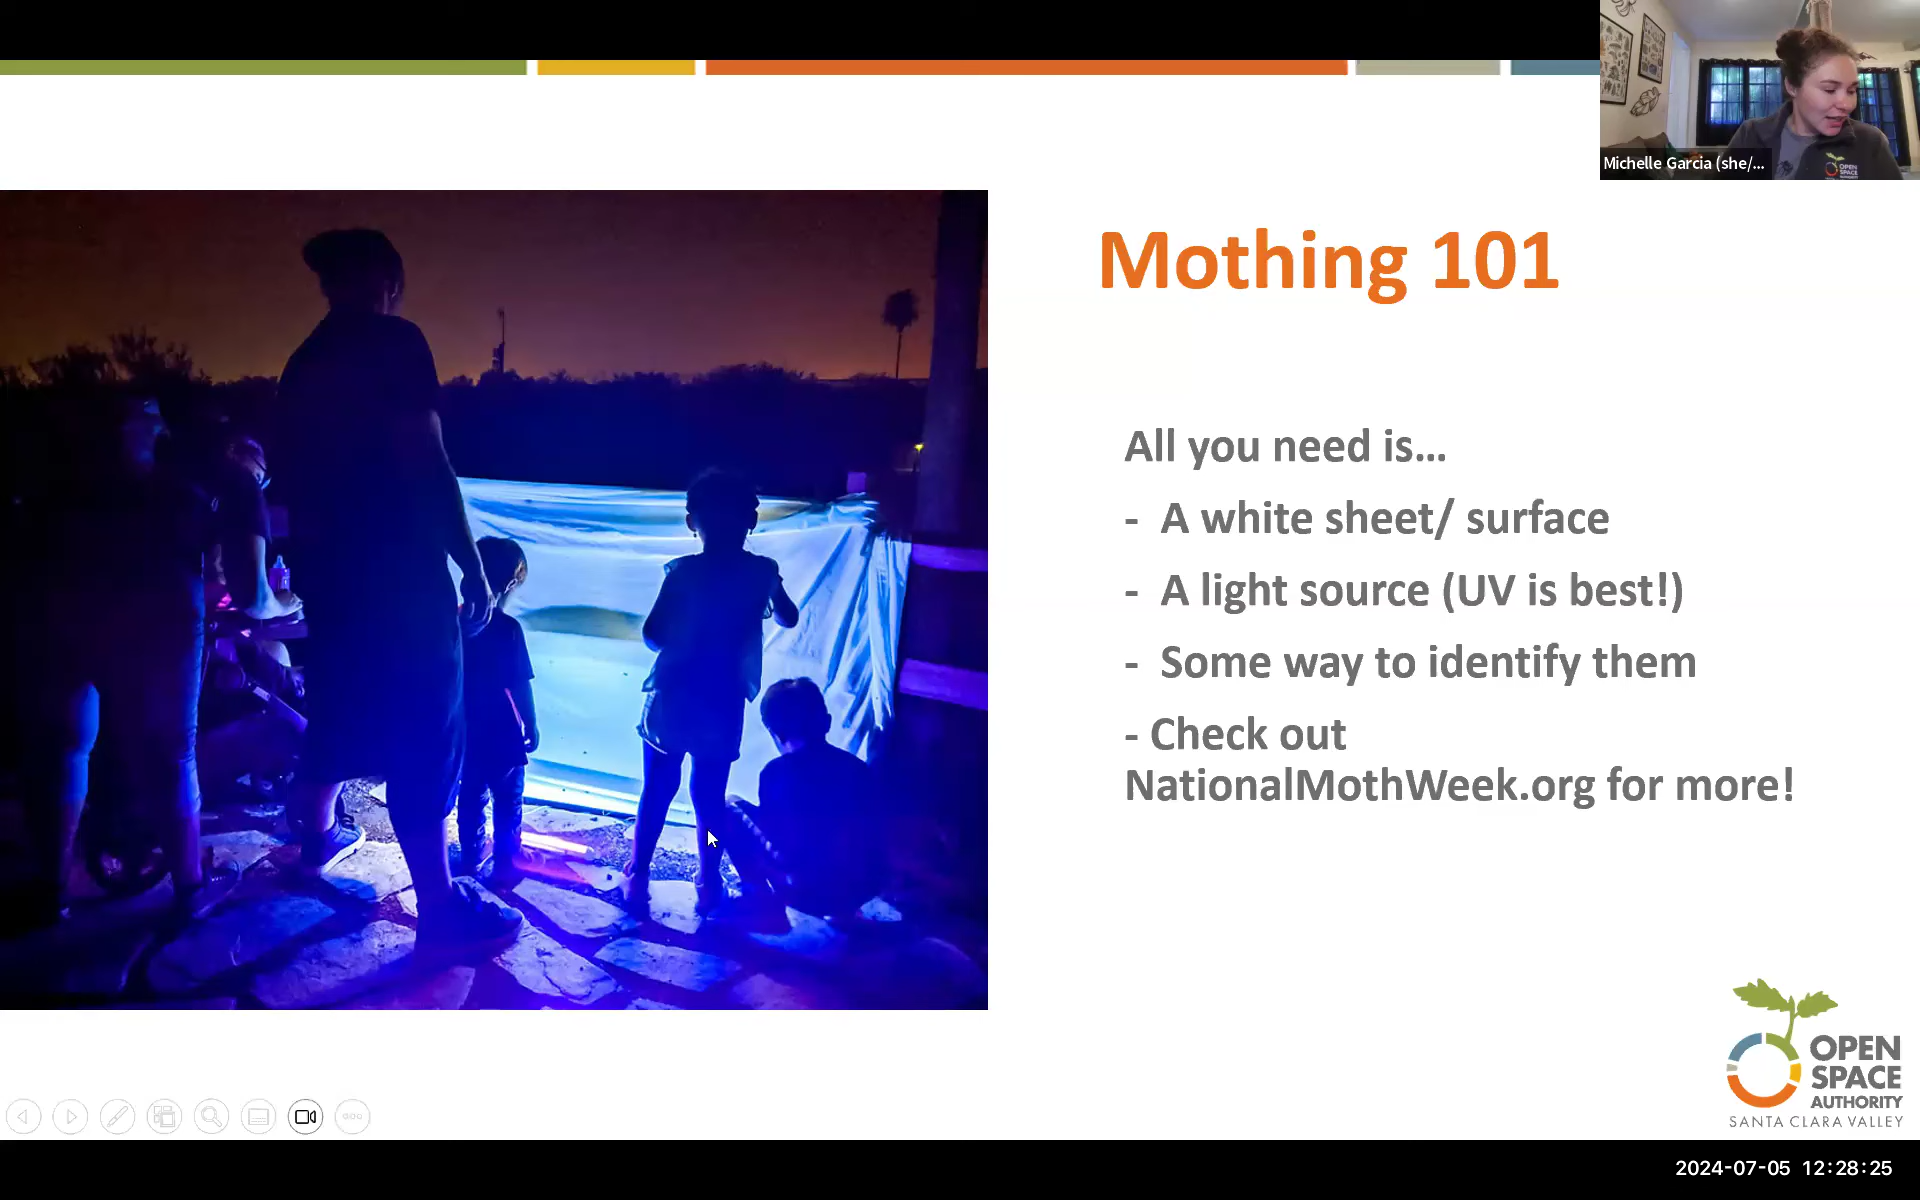 Michelle Garcia (she/...
OPEN
SPACE
Mothing 101
All you need is...
- A white sheet/ surface
- A light source (UV is best!)
- Some way to identify them
- Check out
NationalMothWeek.org for more!
OPEN
SPACE
AUTHORITY
SANTA CLARA VALLEY
2024-07-05 12:28:25